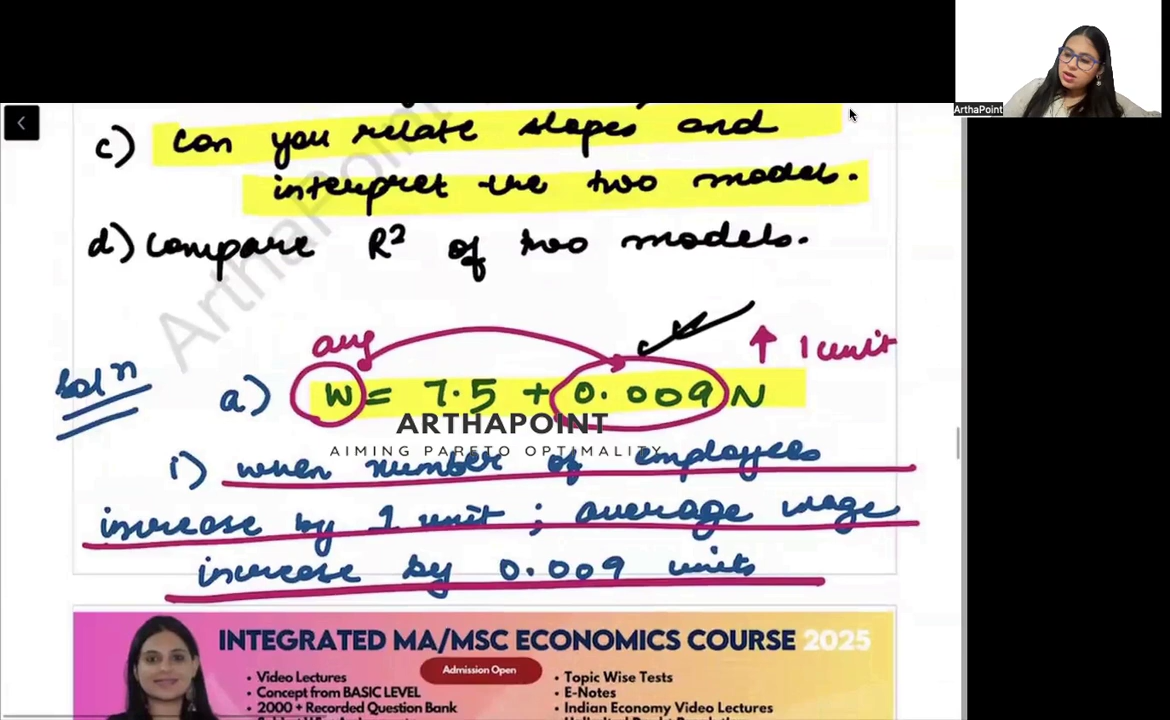 ArthaPoint
c) can you relate slopes and
interpret the two models.
d) compare R² of two models.
ArthaPoint
avg
↑ 1 unit
Solⁿ
a) W = 7.5 + 0.009 N
ARTHAPOINT
AIMING PARETO OPTIMALITY
i) when number of employees
increase by 1 unit ; average wage
increase by 0.009 units
INTEGRATED MA/MSC ECONOMICS COURSE 2025
Admission Open
• Video Lectures
• Concept from BASIC LEVEL
• 2000 + Recorded Question Bank
• Topic Wise Tests
• E-Notes
• Indian Economy Video Lectures